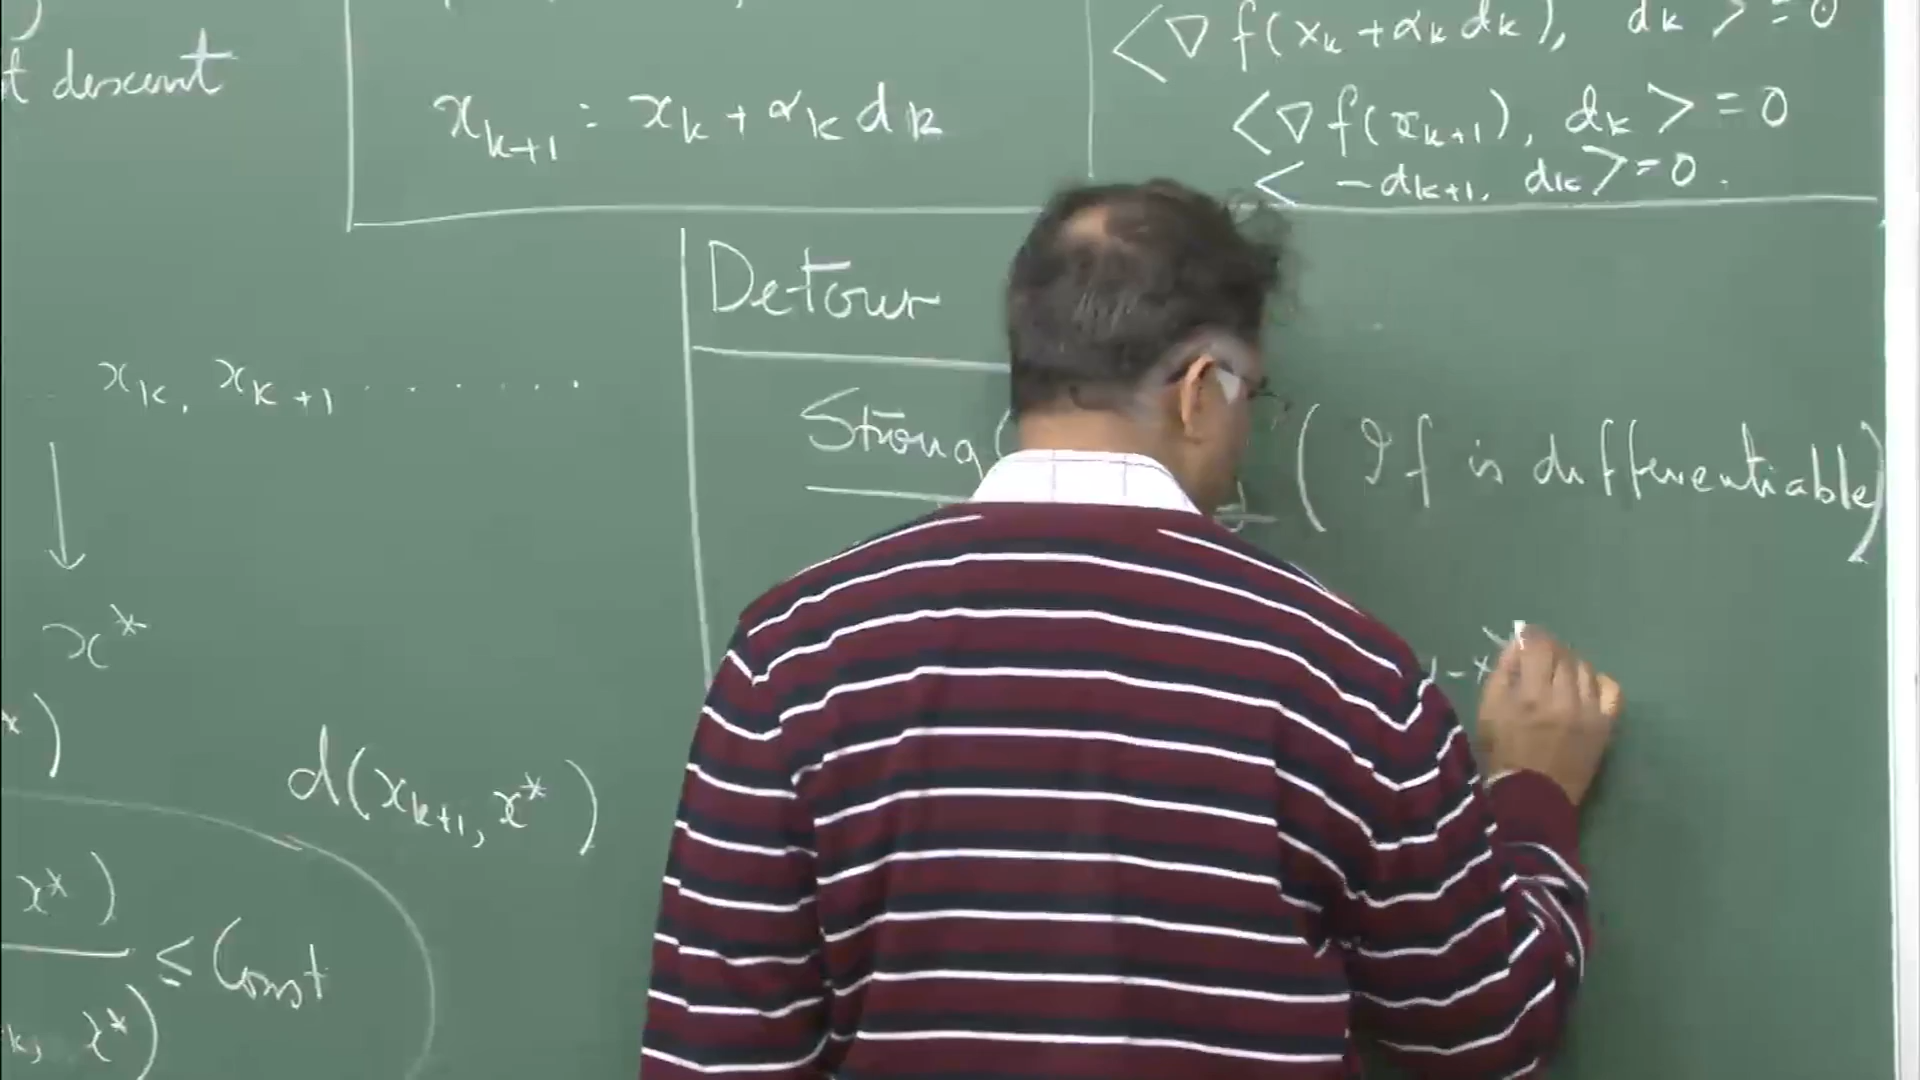 descent
x_{k+1} : x_k + α_k d_k
<∇ f(x_k + α_k d_k), d_k > = 0
<∇ f(x_{k+1}), d_k > = 0
< -d_{k+1}, d_k > = 0.
Detour
Strong
( If f is differentiable)
x_k, x_{k+1} . . . . . .
↓
x*
d(x_{k+1}, x*)
x*)
≤ Const
x*)